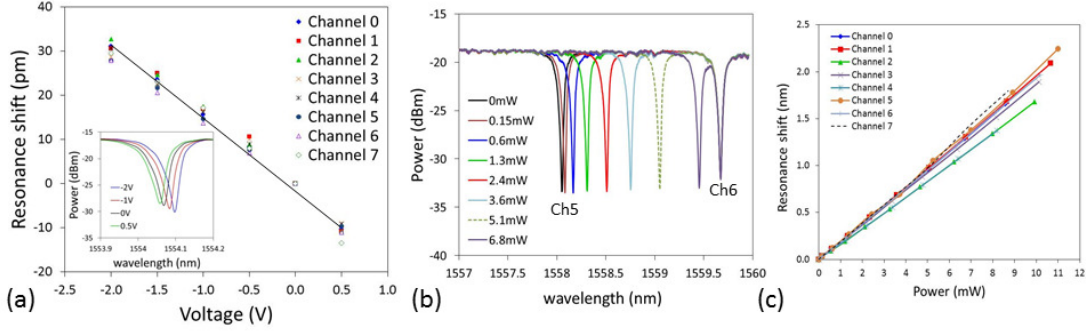 40
30
20
10
0
-10
-20
-2.5
-2.0
-1.5
-1.0
-0.5
0.0
0.5
1.0
Resonance shift (pm)
Voltage (V)
Channel 0
Channel 1
Channel 2
Channel 3
Channel 4
Channel 5
Channel 6
Channel 7
-15
-20
-25
-30
-35
Power (dBm)
-2V
-1V
0V
0.5V
1553.9
1554
1554.1
1554.2
wavelength (nm)
(a)
-15
-20
-25
-30
-35
-40
Power (dBm)
0mW
0.15mW
0.6mW
1.3mW
2.4mW
3.6mW
5.1mW
6.8mW
Ch5
Ch6
1557
1557.5
1558
1558.5
1559
1559.5
1560
wavelength (nm)
(b)
2.5
2.0
1.5
1.0
0.5
0.0
Resonance shift (nm)
Channel 0
Channel 1
Channel 2
Channel 3
Channel 4
Channel 5
Channel 6
Channel 7
0 1 2 3 4 5 6 7 8 9 10 11 12
Power (mW)
(c)